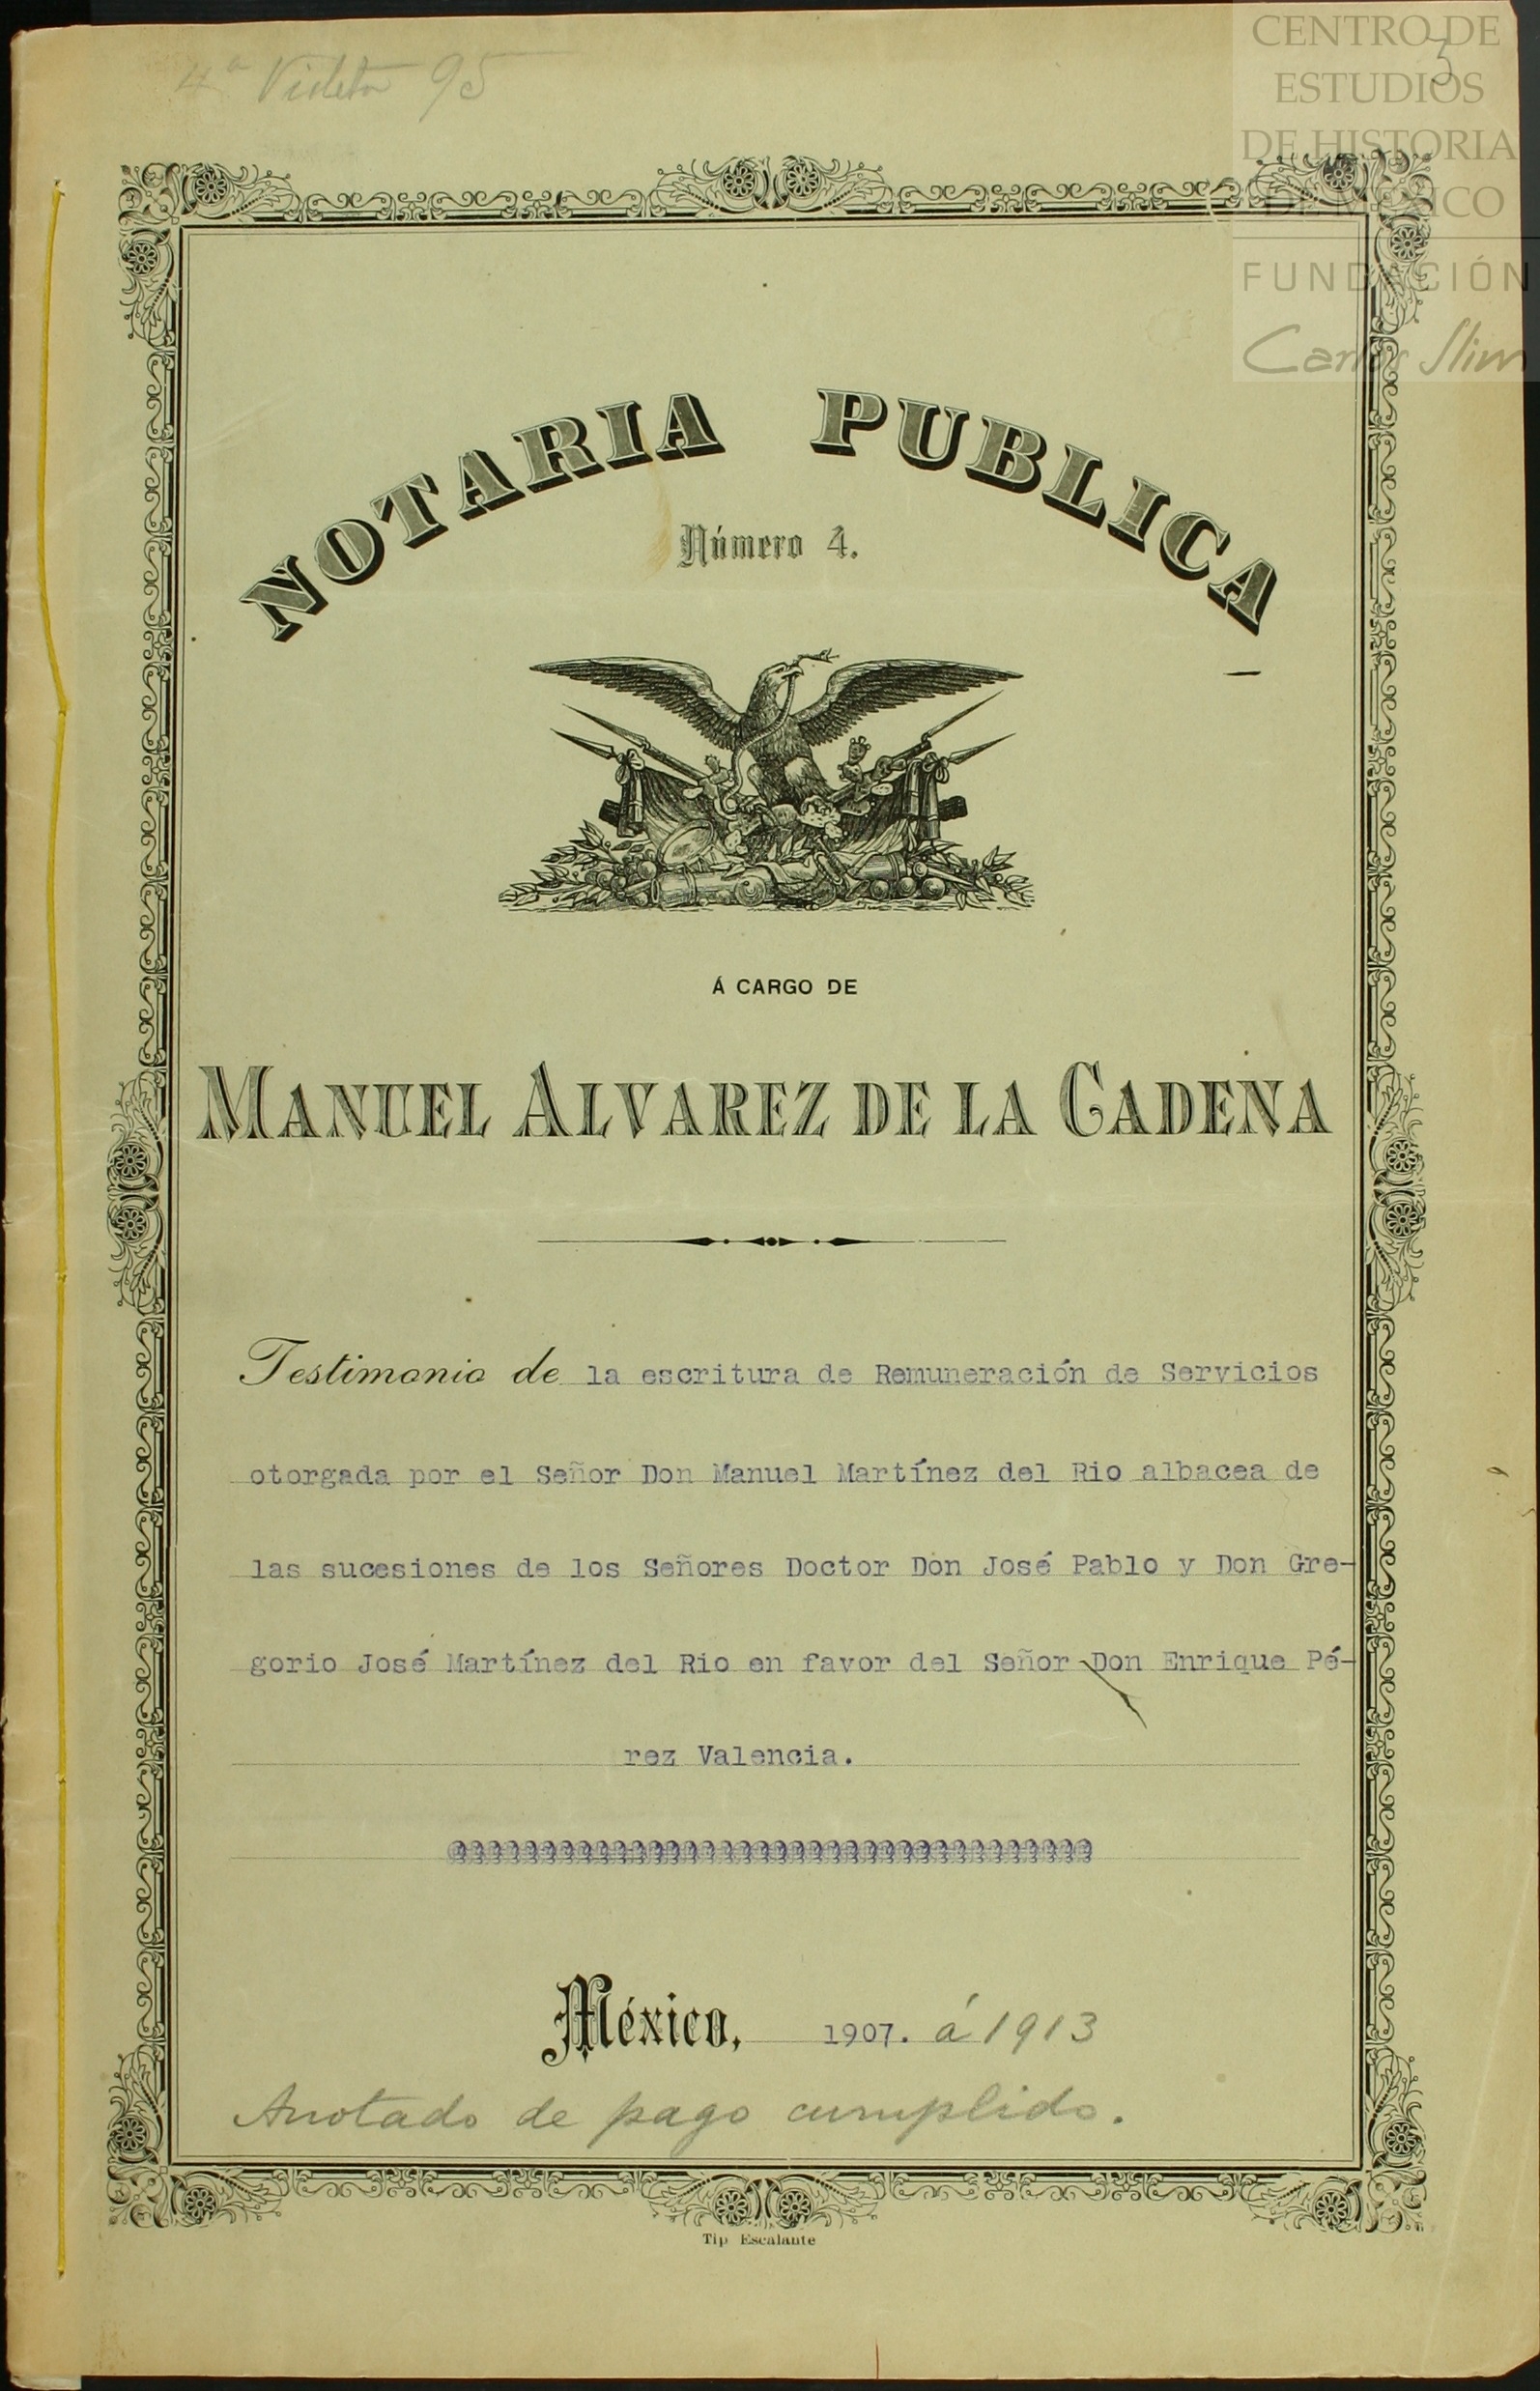 4ª Violeta 95
5
CENTRO DE
ESTUDIOS
DE HISTORIA
DE MÉXICO
FUNDACIÓN
Carlos Slim
NOTARIA PUBLICA
Número 4.
Á CARGO DE
MANUEL ALVAREZ DE LA CADENA
Testimonio de la escritura de Remuneración de Servicios
otorgada por el Señor Don Manuel Martínez del Rio albacea de
las sucesiones de los Señores Doctor Don José Pablo y Don Gre-
gorio José Martínez del Rio en favor del Señor Don Enrique Pé-
rez Valencia.
México, 1907. á 1913
Anotado de pago cumplido.
Tip Escalante